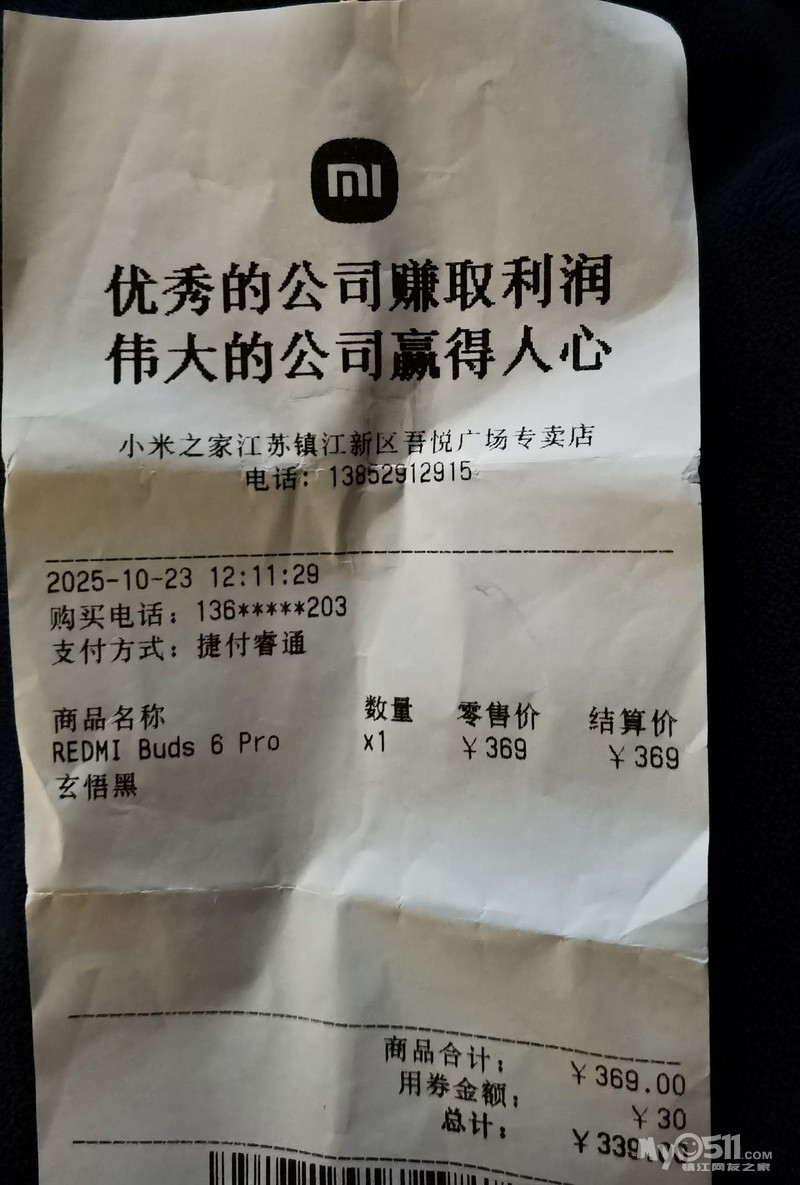 mi
优秀的公司赚取利润
伟大的公司赢得人心
小米之家江苏镇江新区吾悦广场专卖店
电话: 13852912915
2025-10-23 12:11:29
购买电话: 136*****203
支付方式: 捷付睿通
商品名称 数量 零售价 结算价
REDMI Buds 6 Pro x1 ¥369 ¥369
玄悟黑
商品合计: ¥369.00
用券金额: ¥30
总计: ¥339.00
My0511.COM
镇江网友之家